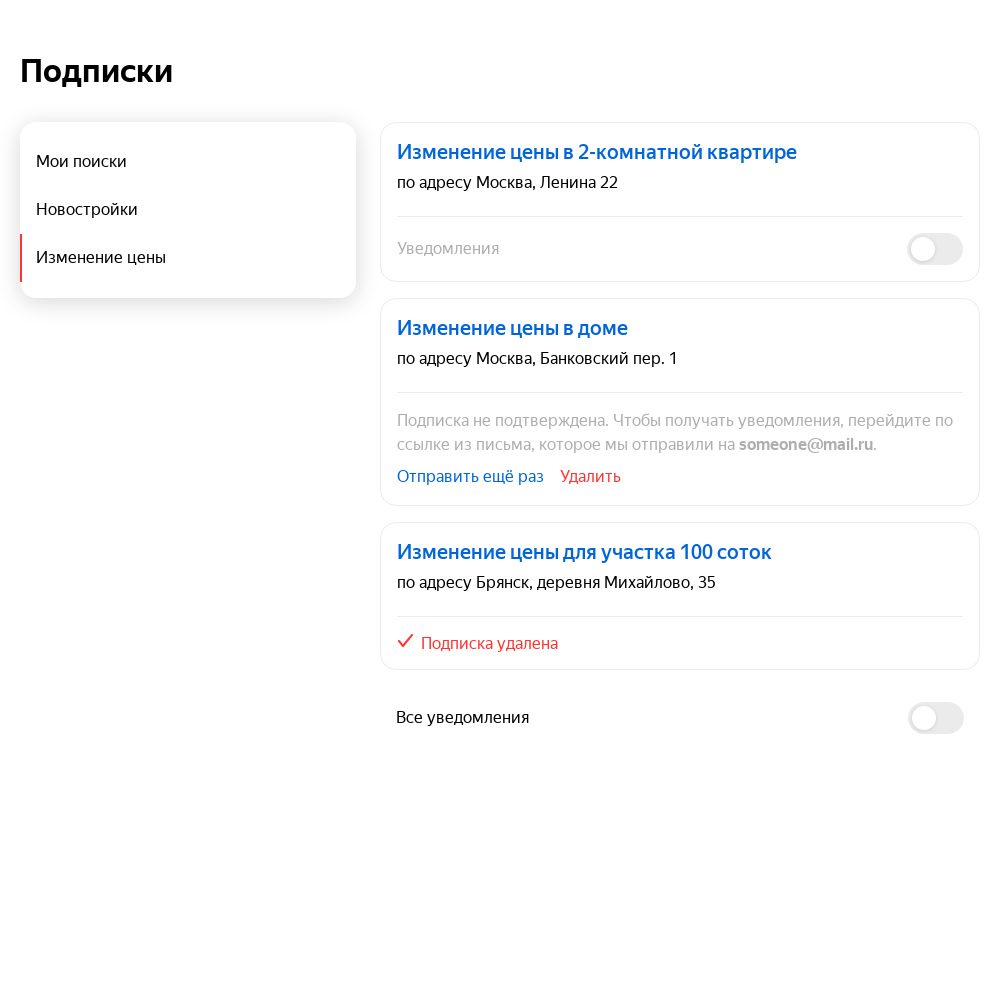 Подписки
Мои поиски
Новостройки
Изменение цены
Изменение цены в 2-комнатной квартире
по адресу Москва, Ленина 22
Уведомления
Изменение цены в доме
по адресу Москва, Банковский пер. 1
Подписка не подтверждена. Чтобы получать уведомления, перейдите по
ссылке из письма, которое мы отправили на someone@mail.ru.
Отправить ещё раз Удалить
Изменение цены для участка 100 соток
по адресу Брянск, деревня Михайлово, 35
Подписка удалена
Все уведомления